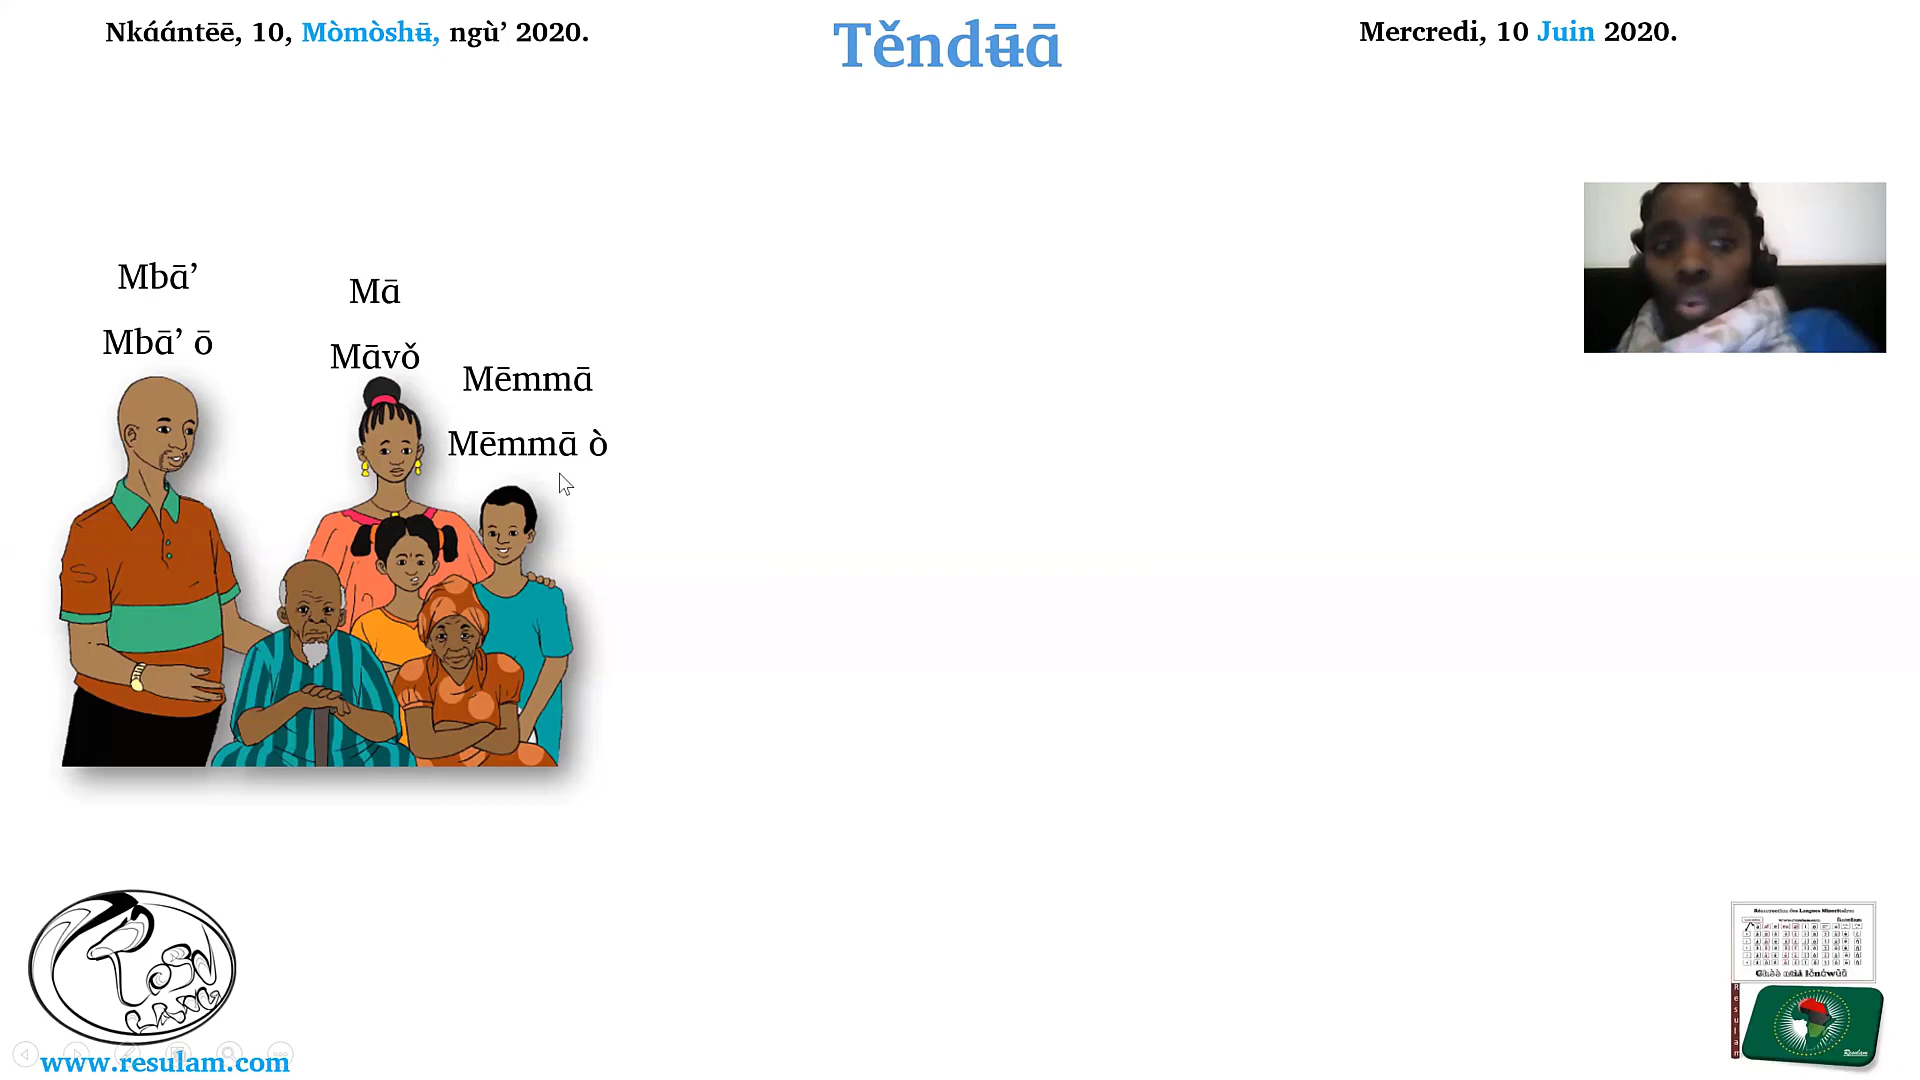 Nkáántēē, 10, Mòmòshʉ̄, ngù’ 2020.
Těndʉ̄ā
Mercredi, 10 Juin 2020.
Mbā’
Mbā’ ō
Mā
Māvǒ
Mēmmā
Mēmmā ò
Resulam
www.resulam.com